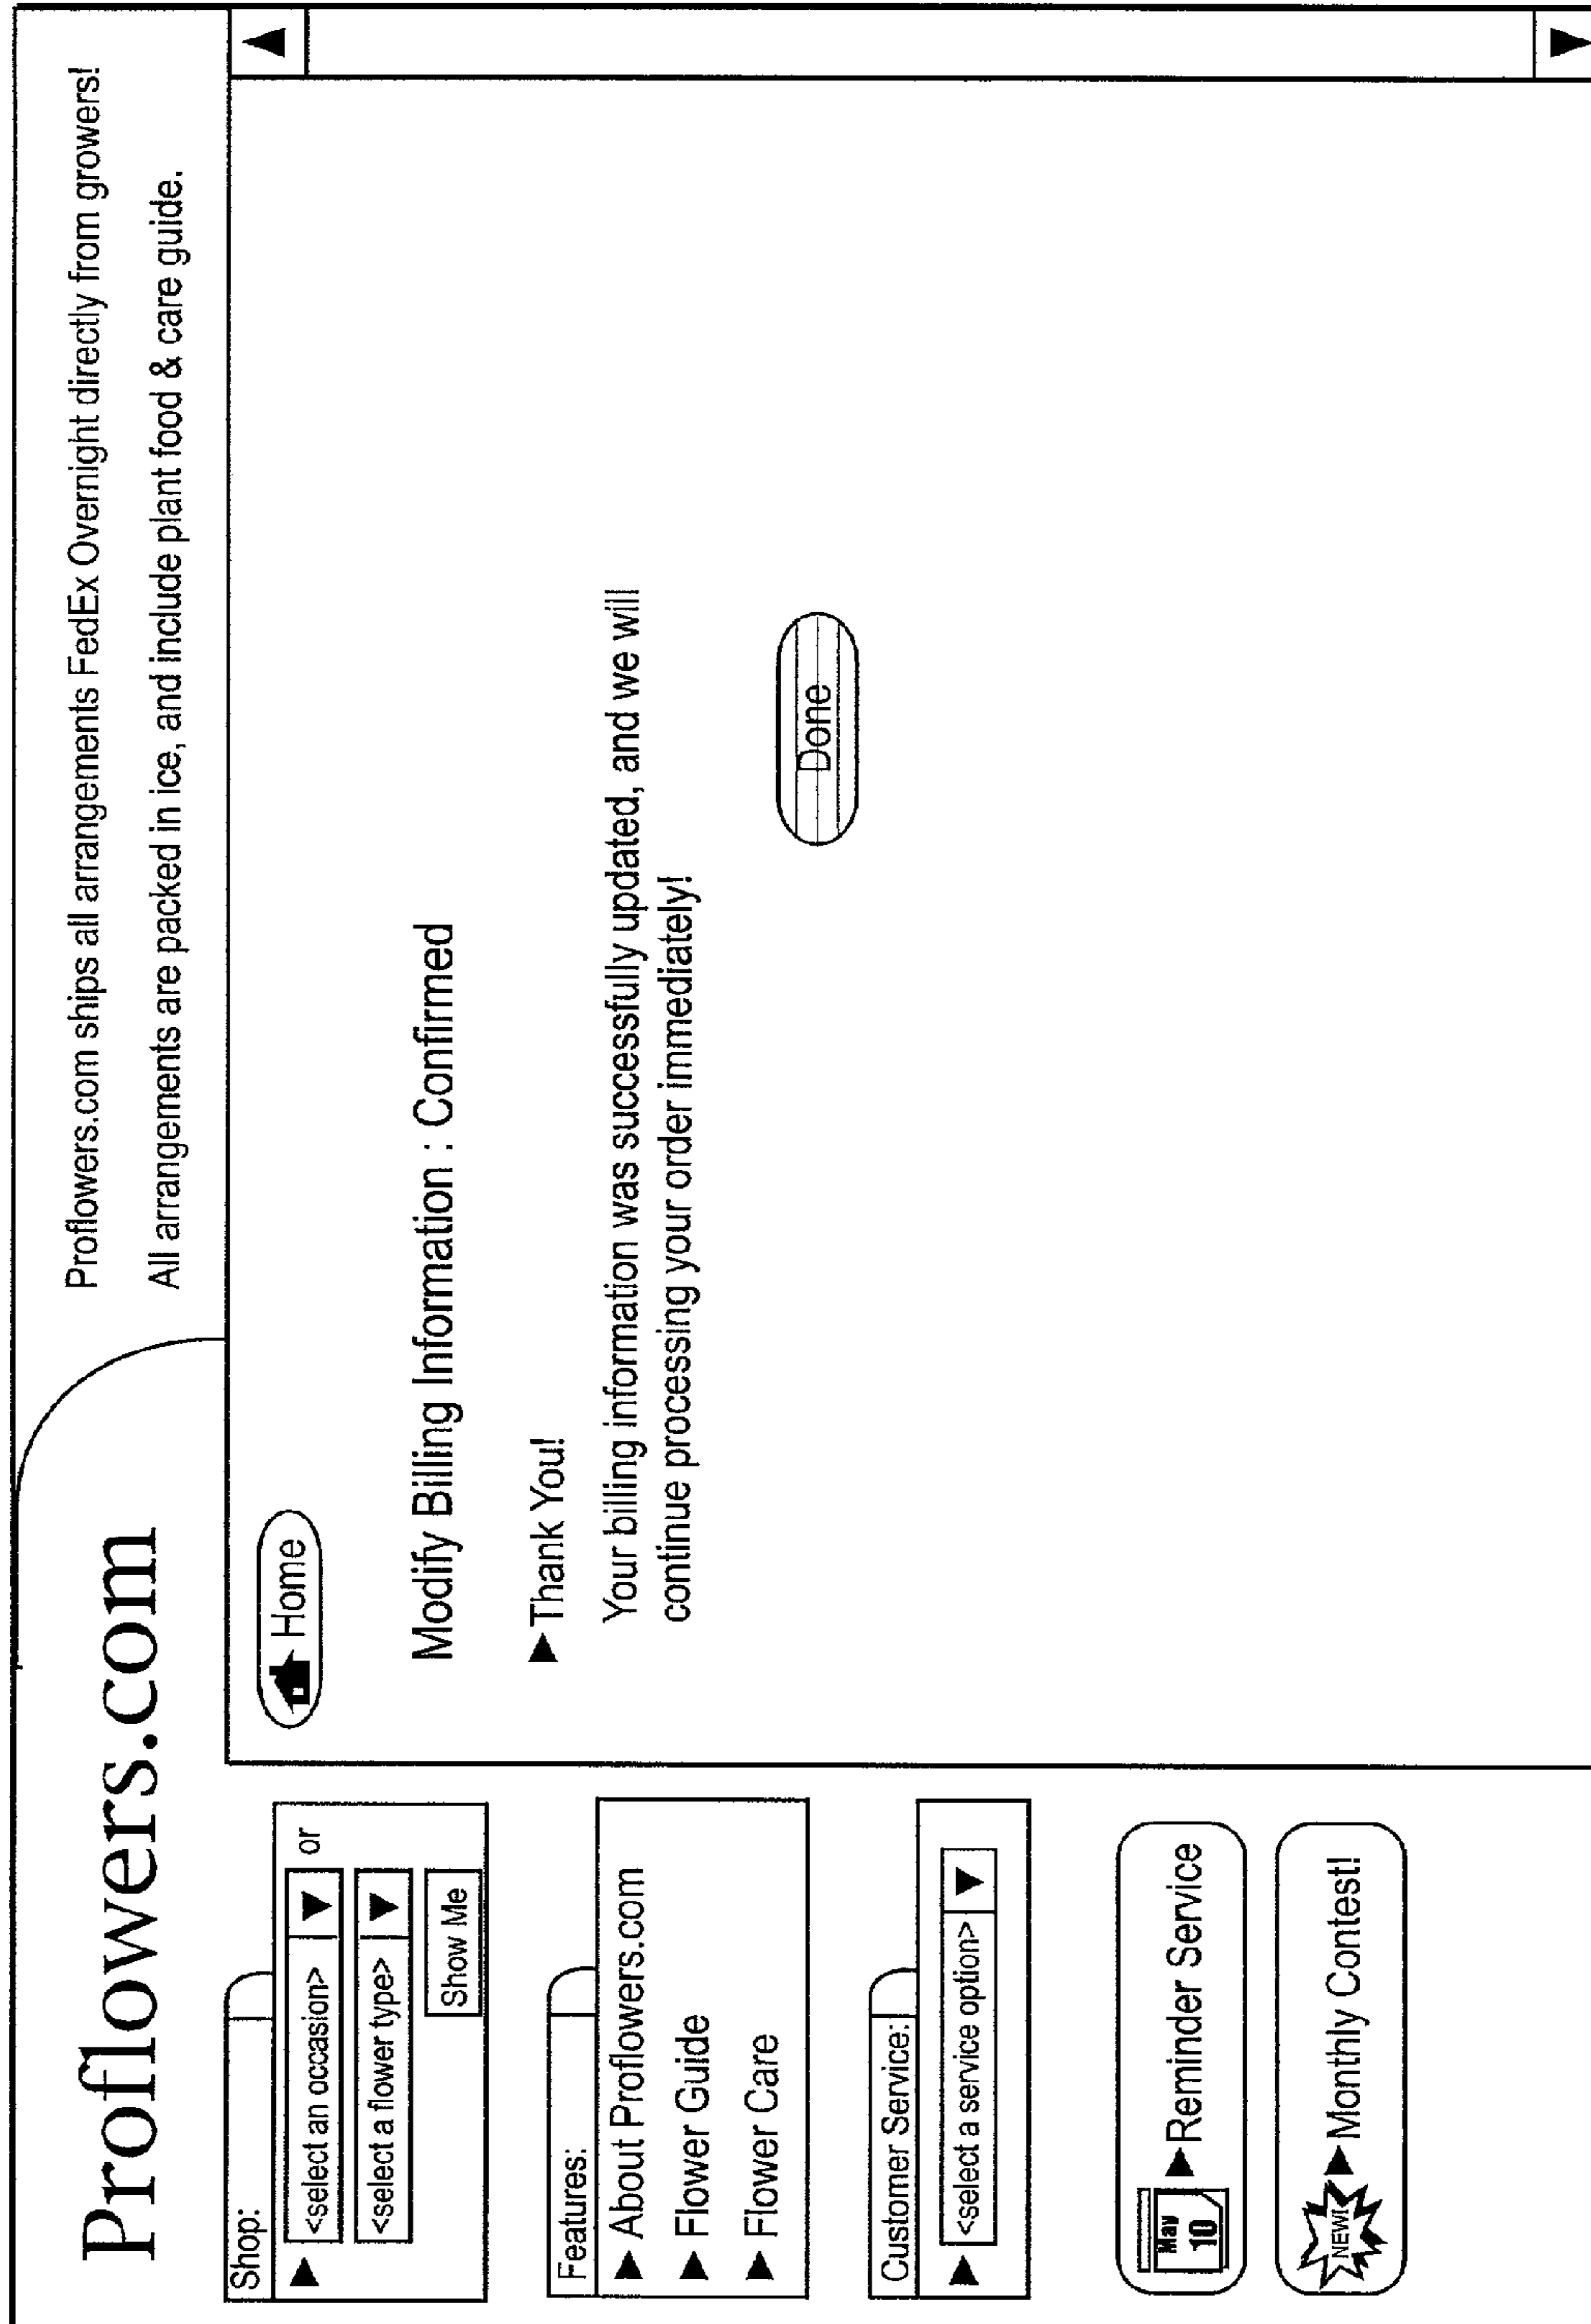 Proflowers.com
Proflowers.com ships all arrangements FedEx Overnight directly from growers!
All arrangements are packed in ice, and include plant food & care guide.
Shop:
<select an occasion> or
<select a flower type>
Show Me
Features:
About Proflowers.com
Flower Guide
Flower Care
Customer Service:
<select a service option>
May
10
Reminder Service
NEW!
Monthly Contest!
Home
Modify Billing Information : Confirmed
Thank You!
Your billing information was successfully updated, and we will
continue processing your order immediately!
Done